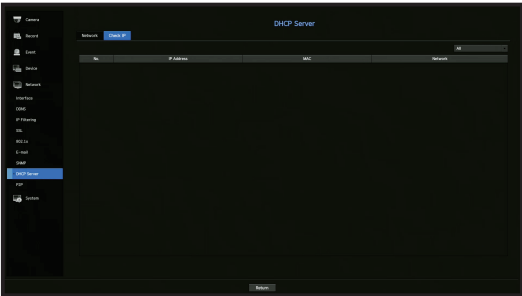 DHCP Server
Camera
Record
Event
Device
Network
Interface
DDNS
IP Filtering
SSL
802.1x
E-mail
SNMP
DHCP Server
P2P
System
Network
Check IP
All
No
IP Address
MAC
Network
Return